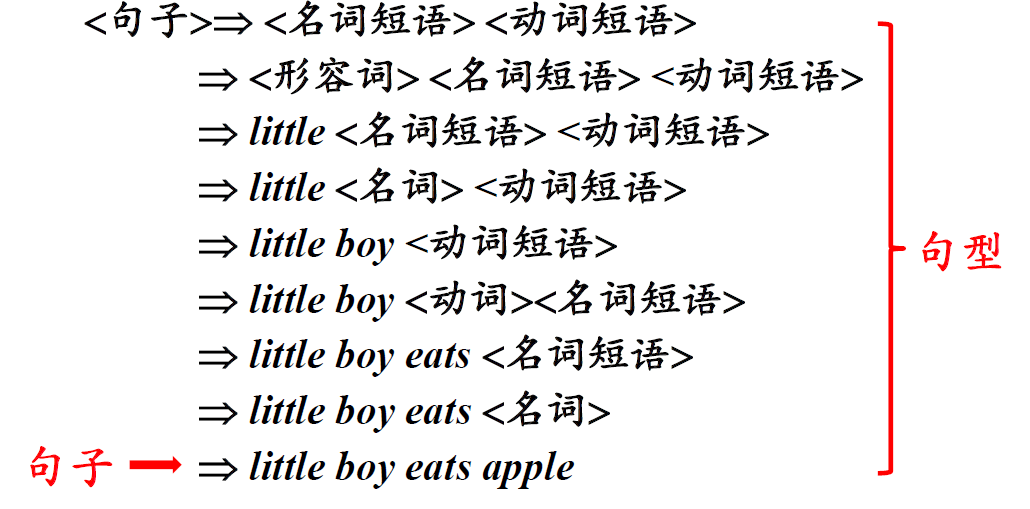 <句子>⇒ <名词短语> <动词短语>
⇒ <形容词> <名词短语> <动词短语>
⇒ little <名词短语> <动词短语>
⇒ little <名词> <动词短语>
⇒ little boy <动词短语>
句型
⇒ little boy <动词><名词短语>
⇒ little boy eats <名词短语>
⇒ little boy eats <名词>
句子 ➡ ⇒ little boy eats apple